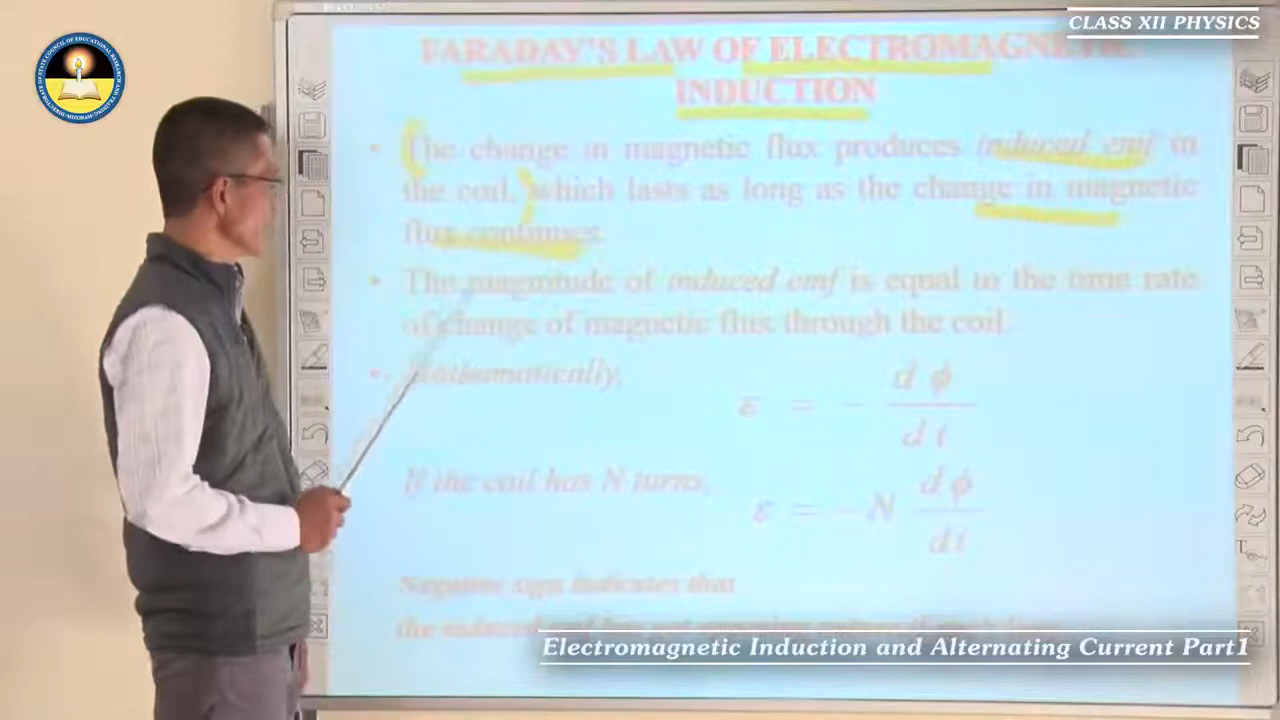 CLASS XII PHYSICS
FARADAY'S LAW OF ELECTROMAGNETIC
INDUCTION
• The change in magnetic flux produces induced emf in
the coil, which lasts as long as the change in magnetic
flux continues.
• The magnitude of induced emf is equal to the time rate
of change of magnetic flux through the coil.
• Mathematically,
ε = - dϕ/dt
If the coil has N turns,
ε = - N dϕ/dt
Negative sign indicates that
the induced
Electromagnetic Induction and Alternating Current Part1